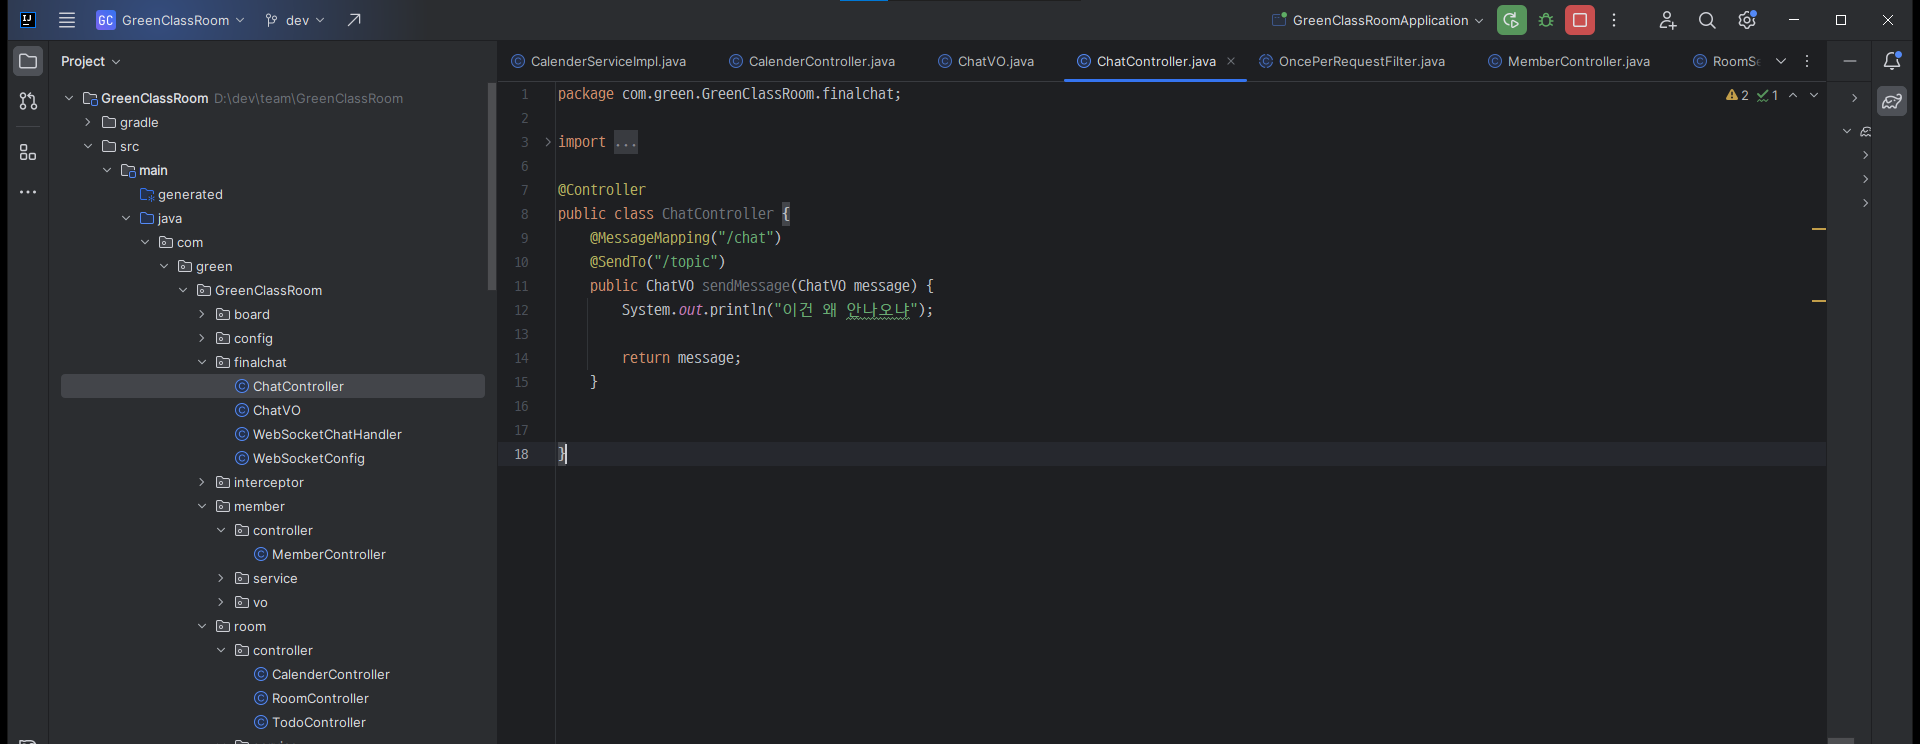 GC GreenClassRoom dev GreenClassRoomApplication
Project
CalenderServiceImpl.java CalenderController.java ChatVO.java ChatController.java OncePerRequestFilter.java MemberController.java RoomSe
GreenClassRoom D:\dev\team\GreenClassRoom
gradle
src
main
generated
java
com
green
GreenClassRoom
board
config
finalchat
ChatController
ChatVO
WebSocketChatHandler
WebSocketConfig
interceptor
member
controller
MemberController
service
vo
room
controller
CalenderController
RoomController
TodoController
2 1
1 package com.green.GreenClassRoom.finalchat;
2
3 import ...
6
7 @Controller
8 public class ChatController {
9 @MessageMapping("/chat")
10 @SendTo("/topic")
11 public ChatVO sendMessage(ChatVO message) {
12 System.out.println("이건 왜 안나오냐");
13
14 return message;
15 }
16
17
18 }